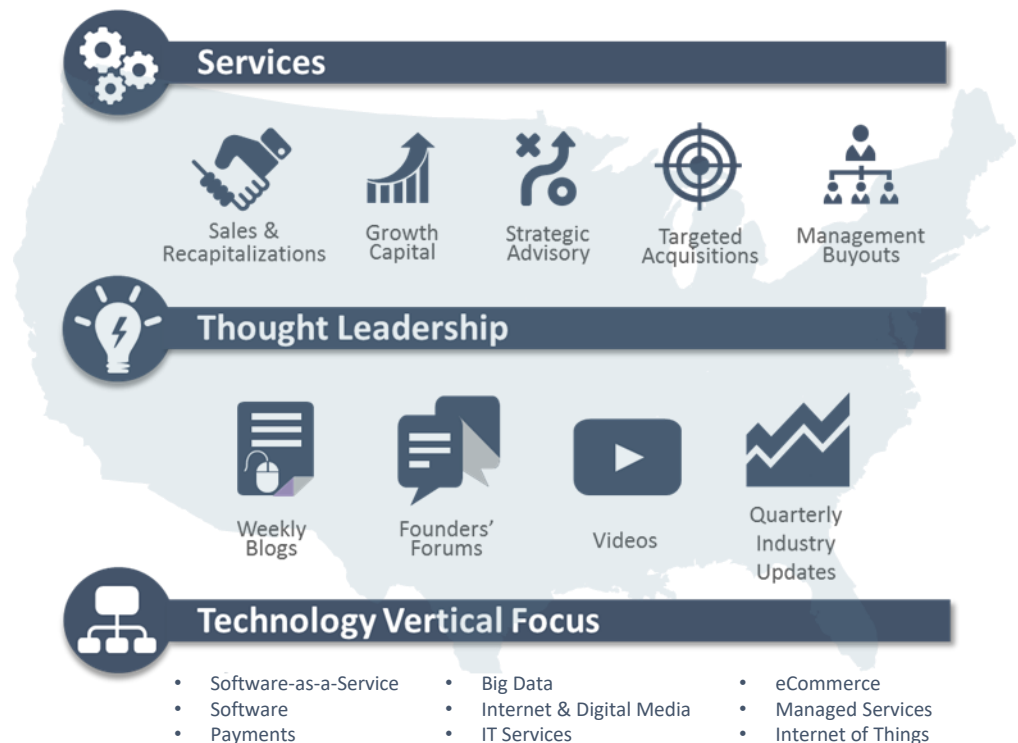 Services
Sales &
Recapitalizations
Growth
Capital
Strategic
Advisory
Targeted
Acquisitions
Management
Buyouts
Thought Leadership
Weekly
Blogs
Founders’
Forums
Videos
Quarterly
Industry
Updates
Technology Vertical Focus
• Software-as-a-Service
• Software
• Payments
• Big Data
• Internet & Digital Media
• IT Services
• eCommerce
• Managed Services
• Internet of Things